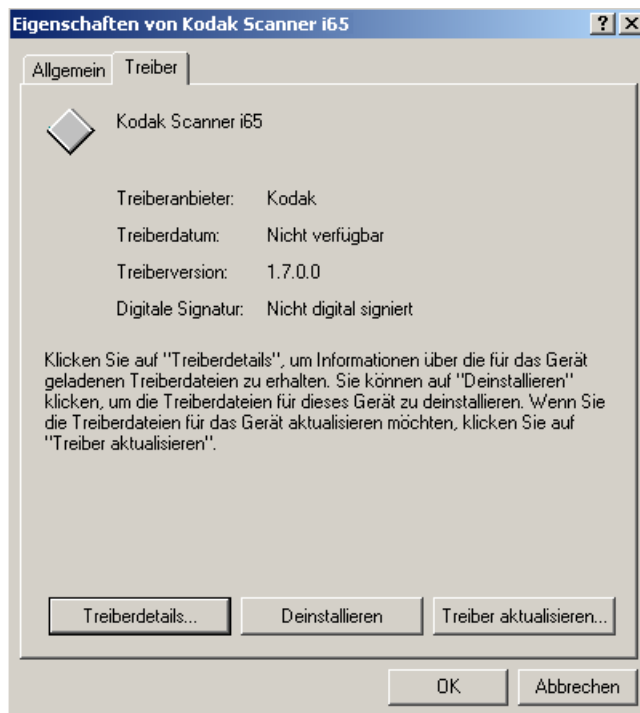 Eigenschaften von Kodak Scanner i65
Allgemein
Treiber
Kodak Scanner i65
Treiberanbieter: Kodak
Treiberdatum: Nicht verfügbar
Treiberversion: 1.7.0.0
Digitale Signatur: Nicht digital signiert
Klicken Sie auf "Treiberdetails", um Informationen über die für das Gerät
geladenen Treiberdateien zu erhalten. Sie können auf "Deinstallieren"
klicken, um die Treiberdateien für dieses Gerät zu deinstallieren. Wenn Sie
die Treiberdateien für das Gerät aktualisieren möchten, klicken Sie auf
"Treiber aktualisieren".
Treiberdetails... Deinstallieren Treiber aktualisieren...
OK Abbrechen